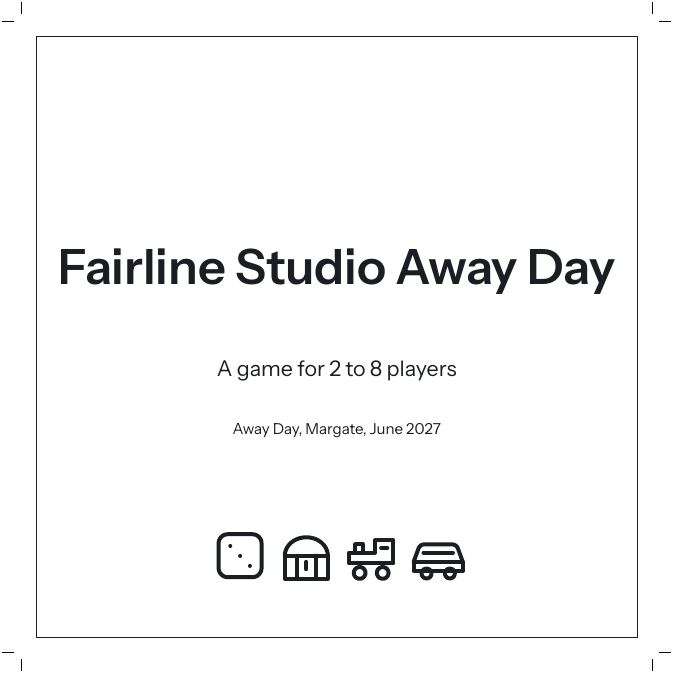 Fairline Studio Away Day
A game for 2 to 8 players
Away Day, Margate, June 2027